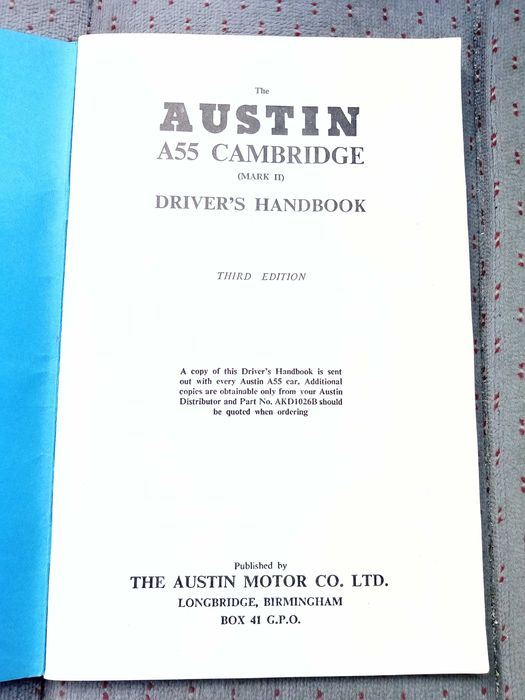 The
AUSTIN
A55 CAMBRIDGE
(MARK II)
DRIVER'S HANDBOOK
THIRD EDITION
A copy of this Driver's Handbook is sent
out with every Austin A55 car. Additional
copies are obtainable only from your Austin
Distributor and Part No. AKD1026B should
be quoted when ordering
Published by
THE AUSTIN MOTOR CO. LTD.
LONGBRIDGE, BIRMINGHAM
BOX 41 G.P.O.